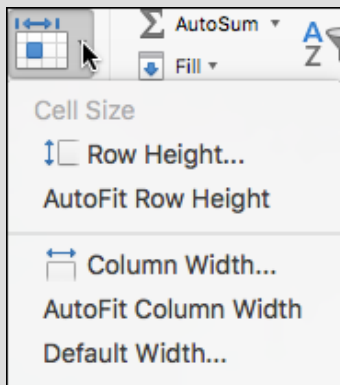 AutoSum
A
Z
Fill
Cell Size
Row Height...
AutoFit Row Height
Column Width...
AutoFit Column Width
Default Width...